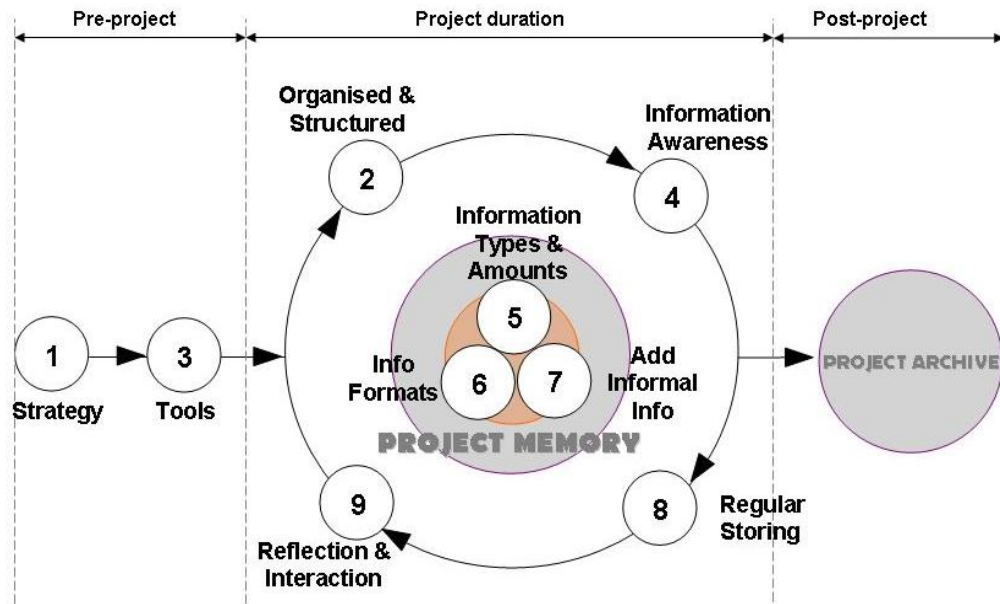 Pre-project
Project duration
Post-project
Organised &
Structured
2
Information
Awareness
4
Information
Types &
Amounts
5
1
Strategy
3
Tools
Info
Formats
6
7
Add
Informal
Info
PROJECT MEMORY
PROJECT ARCHIVE
9
Reflection &
Interaction
8
Regular
Storing